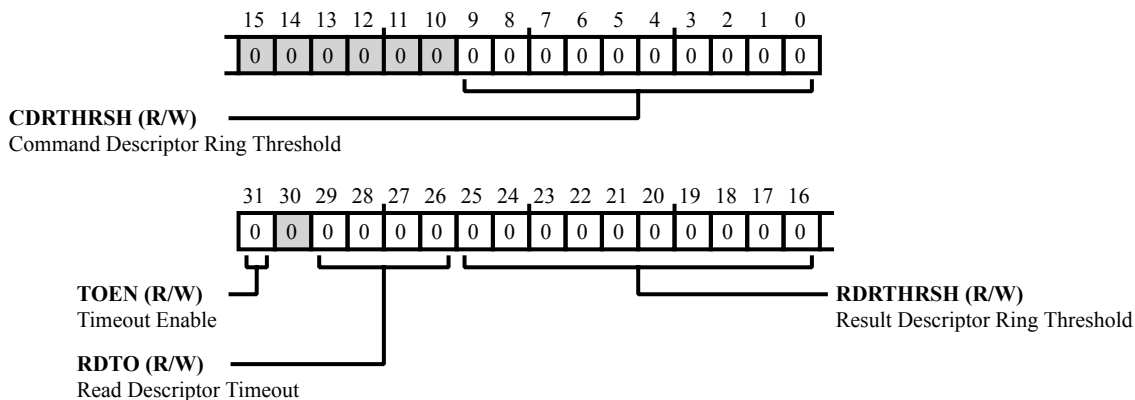 15 14 13 12 11 10 9 8 7 6 5 4 3 2 1 0
0 0 0 0 0 0 0 0 0 0 0 0 0 0 0 0
CDRTHRSH (R/W)
Command Descriptor Ring Threshold
31 30 29 28 27 26 25 24 23 22 21 20 19 18 17 16
0 0 0 0 0 0 0 0 0 0 0 0 0 0 0 0
TOEN (R/W)
Timeout Enable
RDRTHRSH (R/W)
Result Descriptor Ring Threshold
RDTO (R/W)
Read Descriptor Timeout